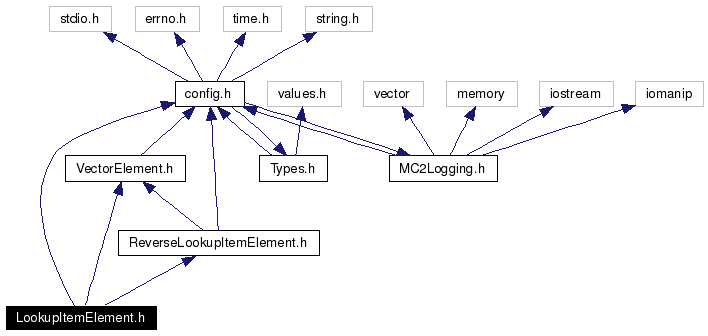 stdio.h
errno.h
time.h
string.h
config.h
values.h
vector
memory
iostream
iomanip
VectorElement.h
Types.h
MC2Logging.h
ReverseLookupItemElement.h
LookupItemElement.h